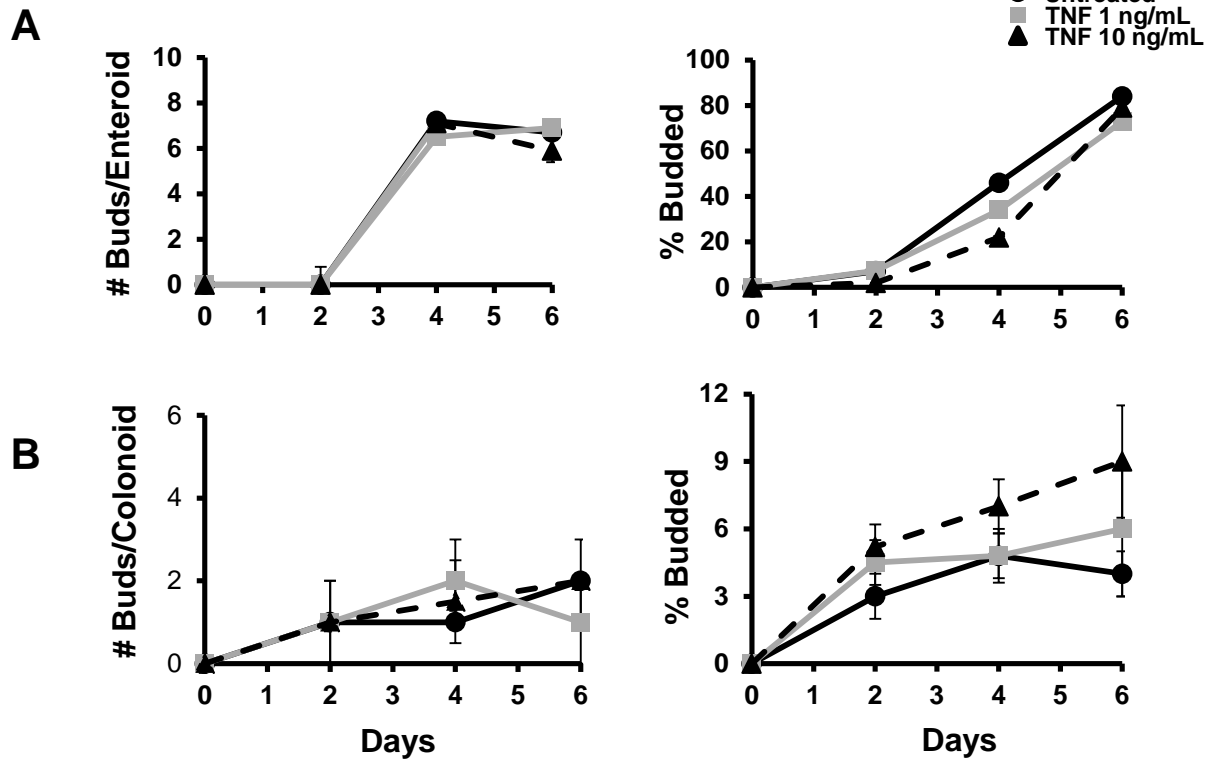 A
Untreated
TNF 1 ng/mL
TNF 10 ng/mL
# Buds/Enteroid
10
8
6
4
2
0
0 1 2 3 4 5 6
% Budded
100
80
60
40
20
0
0 1 2 3 4 5 6
B
# Buds/Colonoid
6
4
2
0
0 1 2 3 4 5 6
Days
% Budded
12
9
6
3
0
0 1 2 3 4 5 6
Days